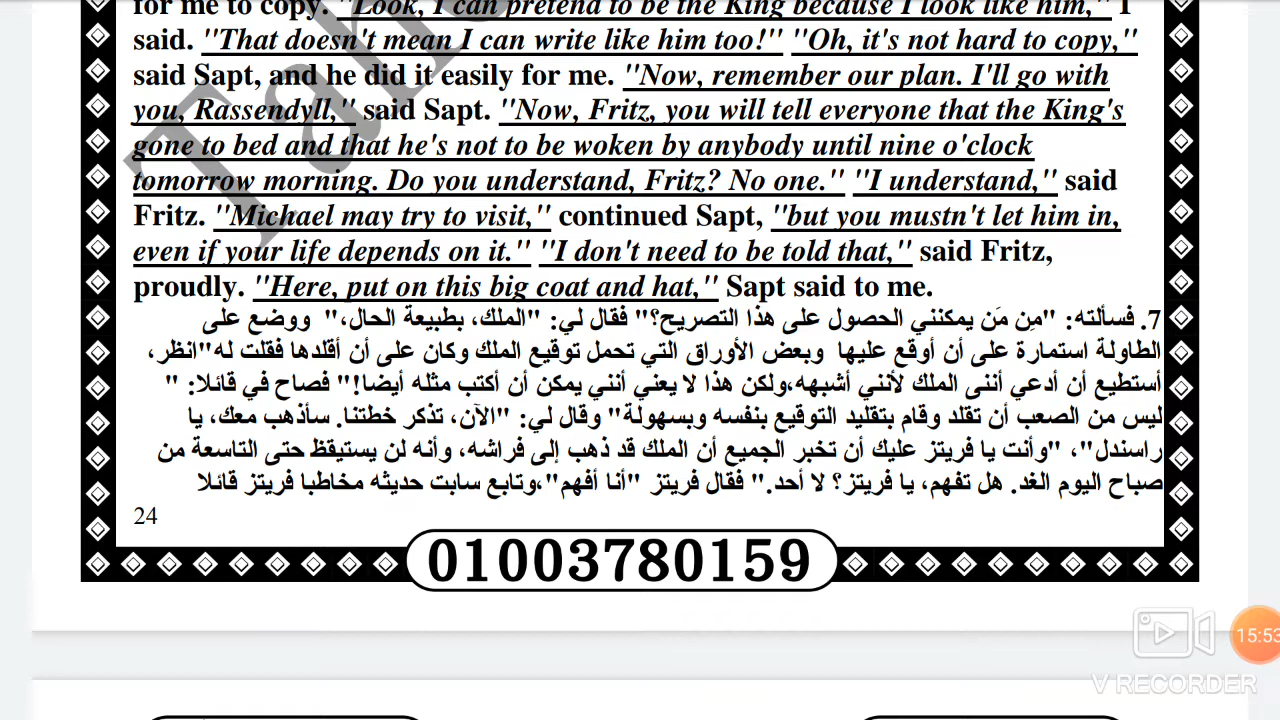 for me to copy. "Look, I can pretend to be the King because I look like him," I
said. "That doesn't mean I can write like him too!" "Oh, it's not hard to copy,"
said Sapt, and he did it easily for me. "Now, remember our plan. I'll go with
you, Rassendyll," said Sapt. "Now, Fritz, you will tell everyone that the King's
gone to bed and that he's not to be woken by anybody until nine o'clock
tomorrow morning. Do you understand, Fritz? No one." "I understand," said
Fritz. "Michael may try to visit," continued Sapt, "but you mustn't let him in,
even if your life depends on it." "I don't need to be told that," said Fritz,
proudly. "Here, put on this big coat and hat," Sapt said to me.
7. فسألته: "مِن مَن يمكنني الحصول على هذا التصريح؟" فقال لي: "الملك، بطبيعة الحال،" ووضع على
الطاولة استمارة على أن أوقع عليها وبعض الأوراق التي تحمل توقيع الملك وكان على أن أقلدها فقلت له"انظر،
أستطيع أن أدعي أننى الملك لأنني أشبهه،ولكن هذا لا يعني أنني يمكن أن أكتب مثله أيضا!" فصاح في قائلا: "
ليس من الصعب أن تقلد وقام بتقليد التوقيع بنفسه وبسهولة" وقال لي: "الآن، تذكر خطتنا. سأذهب معك، يا
راسندل"، "وأنت يا فريتز عليك أن تخبر الجميع أن الملك قد ذهب إلى فراشه، وأنه لن يستيقظ حتى التاسعة من
صباح اليوم الغد. هل تفهم، يا فريتز؟ لا أحد." فقال فريتز "أنا أفهم"،وتابع سابت حديثه مخاطبا فريتز قائلا
24
01003780159
15:53
V RECORDER